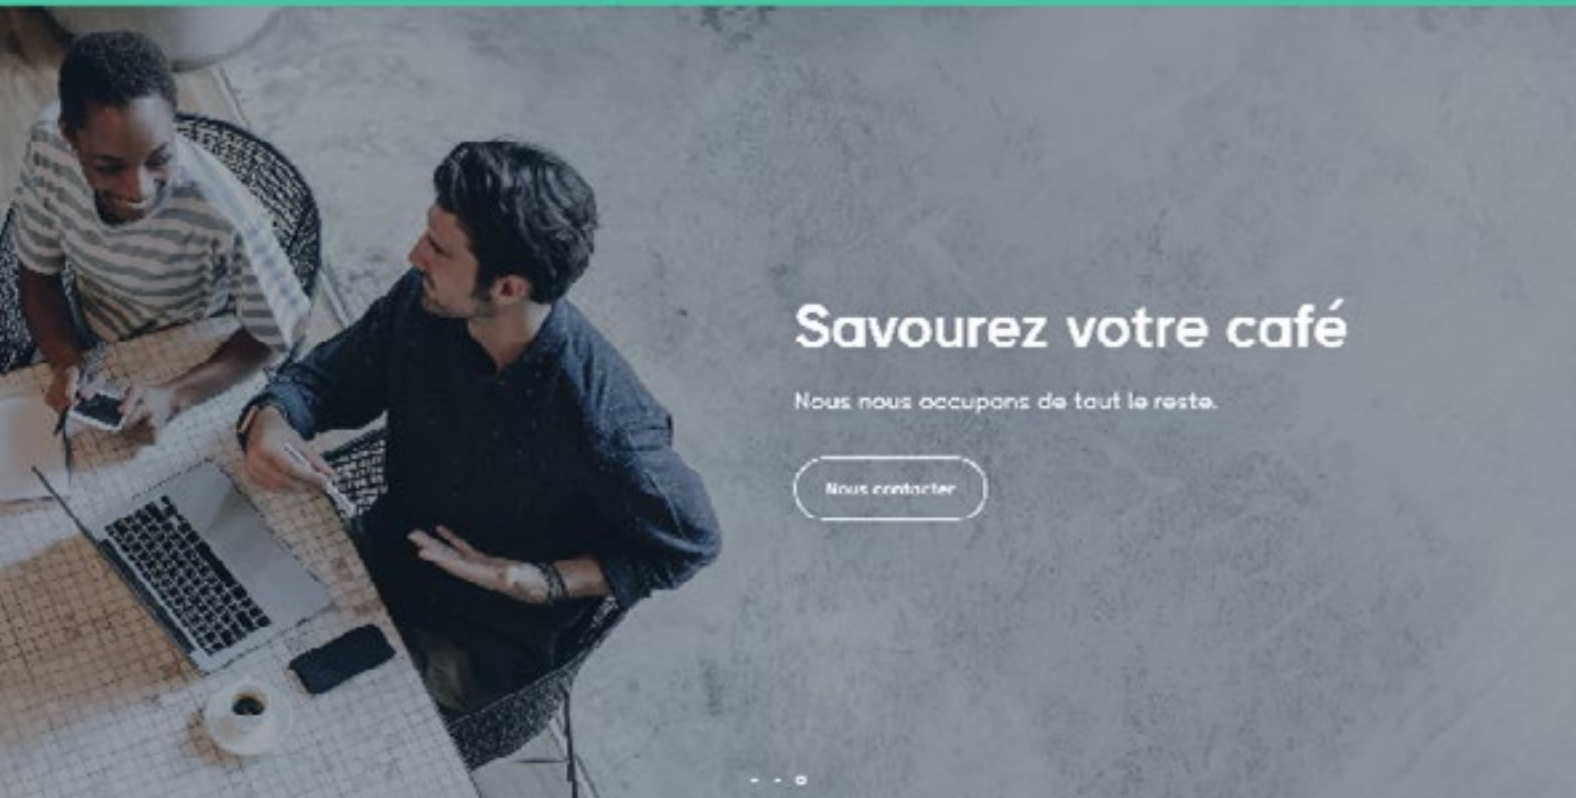 Savourez votre café
Nous nous occupons de tout le reste.
Nous contacter